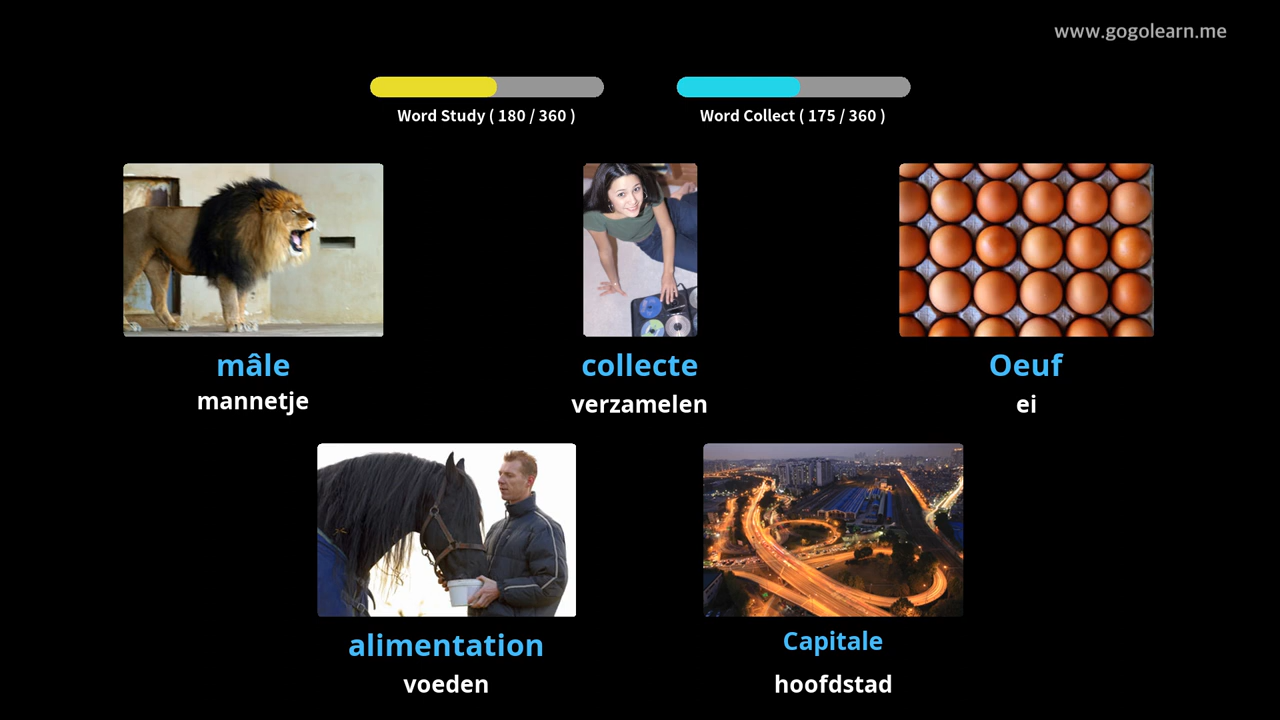 www.gogolearn.me
Word Study ( 180 / 360 )
Word Collect ( 175 / 360 )
mâle
mannetje
collecte
verzamelen
Oeuf
ei
alimentation
voeden
Capitale
hoofdstad